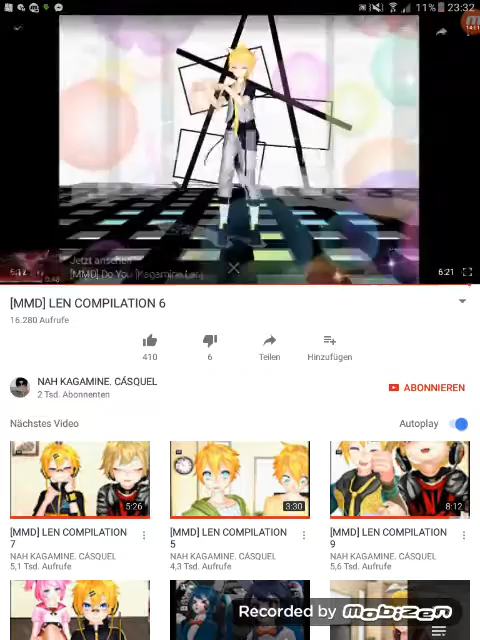 11% 23:32
Jetzt ansehen
[MMD] Do You [Kagamine Len]
6:12
6:21
[MMD] LEN COMPILATION 6
16.280 Aufrufe
410
6
Teilen
Hinzufügen
NAH KAGAMINE. CÁSQUEL
2 Tsd. Abonnenten
ABONNIEREN
Nächstes Video
Autoplay
5:26
3:30
8:12
[MMD] LEN COMPILATION 7
NAH KAGAMINE. CÁSQUEL
5,1 Tsd. Aufrufe
[MMD] LEN COMPILATION 5
NAH KAGAMINE. CÁSQUEL
4,3 Tsd. Aufrufe
[MMD] LEN COMPILATION 9
NAH KAGAMINE. CÁSQUEL
5,6 Tsd. Aufrufe
Recorded by mobizen